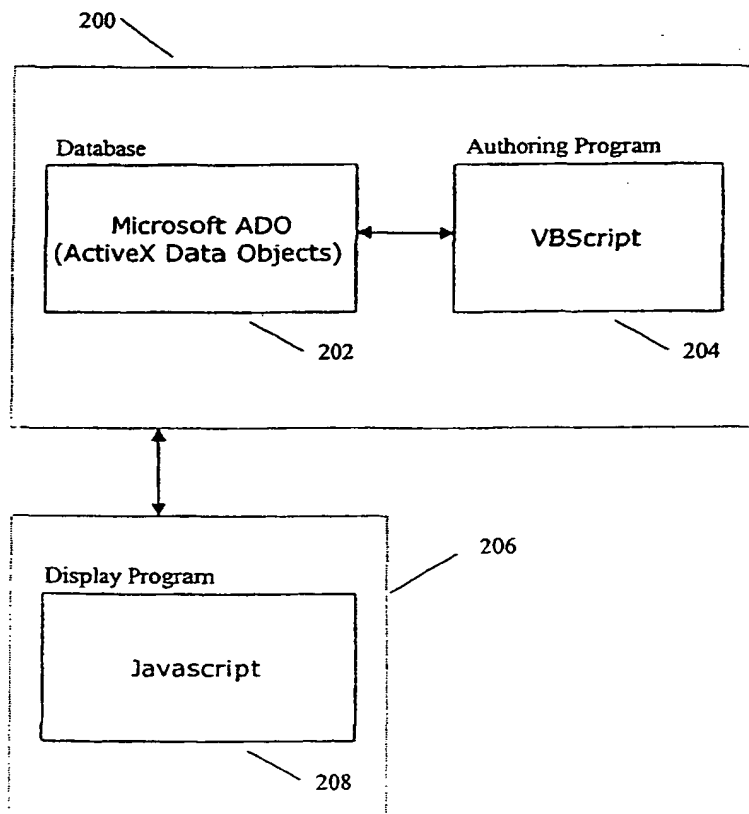 200
Database
Authoring Program
Microsoft ADO
(ActiveX Data Objects)
VBScript
202
204
206
Display Program
Javascript
208